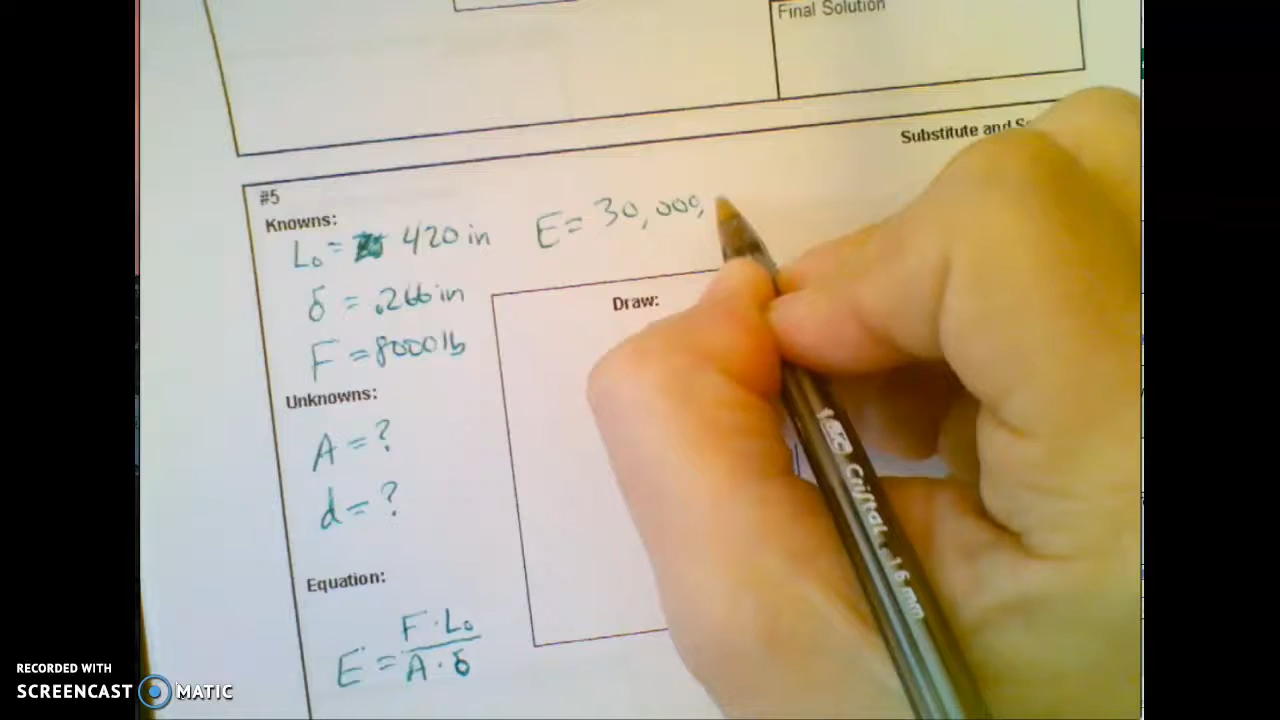 Final Solution
Substitute and
#5
Knowns:
L₀ = 420 in
E = 30,000,
δ = .266 in
Draw:
F = 8000 lb
Unknowns:
A = ?
d = ?
Equation:
E = F · L₀
A · δ
BIC Cristal 1.6 mm
RECORDED WITH
SCREENCAST MATIC